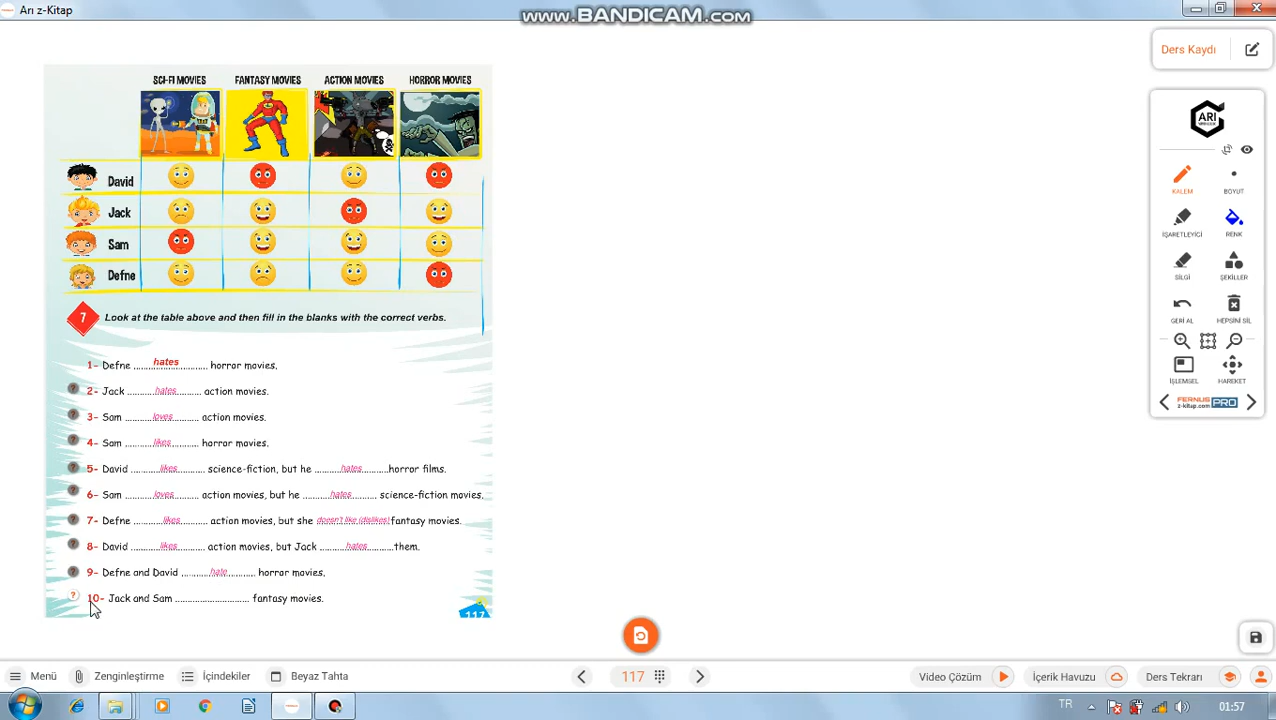 Arı z-Kitap
www.BANDICAM.com
Ders Kaydı
SCI-FI MOVIES FANTASY MOVIES ACTION MOVIES HORROR MOVIES
David
Jack
Sam
Defne
7 Look at the table above and then fill in the blanks with the correct verbs.
1- Defne ......hates...... horror movies.
? 2- Jack ......hates...... action movies.
? 3- Sam ......loves...... action movies.
? 4- Sam ......likes...... horror movies.
? 5- David ......likes...... science-fiction, but he ......hates......horror films.
? 6- Sam ......loves...... action movies, but he ......hates...... science-fiction movies.
? 7- Defne ......likes...... action movies, but she doesn't like (dislikes) fantasy movies.
? 8- David ......likes...... action movies, but Jack ......hates......them.
? 9- Defne and David ......hate...... horror movies.
? 10- Jack and Sam ............ fantasy movies.
117
ARI
KALEM BOYUT
İŞARETLEYİCİ RENK
SİLGİ ŞEKİLLER
GERİ AL HEPSİNİ SİL
İŞLEMSEL HAREKET
FERNUS PRO
z-kitap.com
Menü Zenginleştirme İçindekiler Beyaz Tahta 117 Video Çözüm İçerik Havuzu Ders Tekrarı
TR 01:57